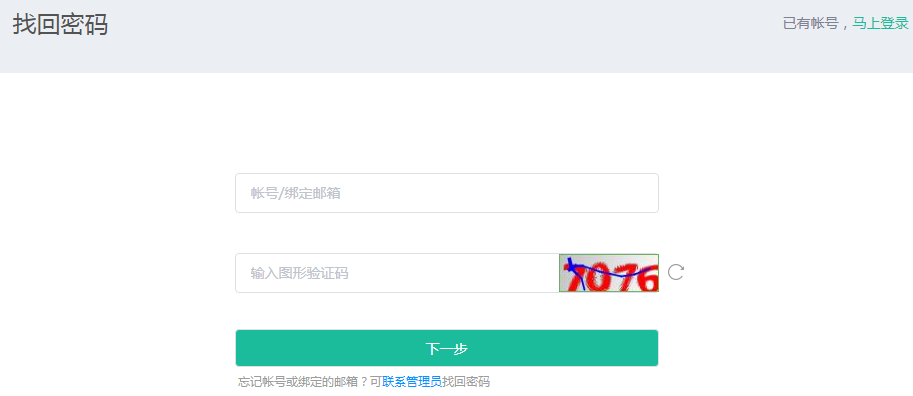 找回密码
已有帐号，马上登录
帐号/绑定邮箱
输入图形验证码
7076
下一步
忘记帐号或绑定的邮箱？可联系管理员找回密码